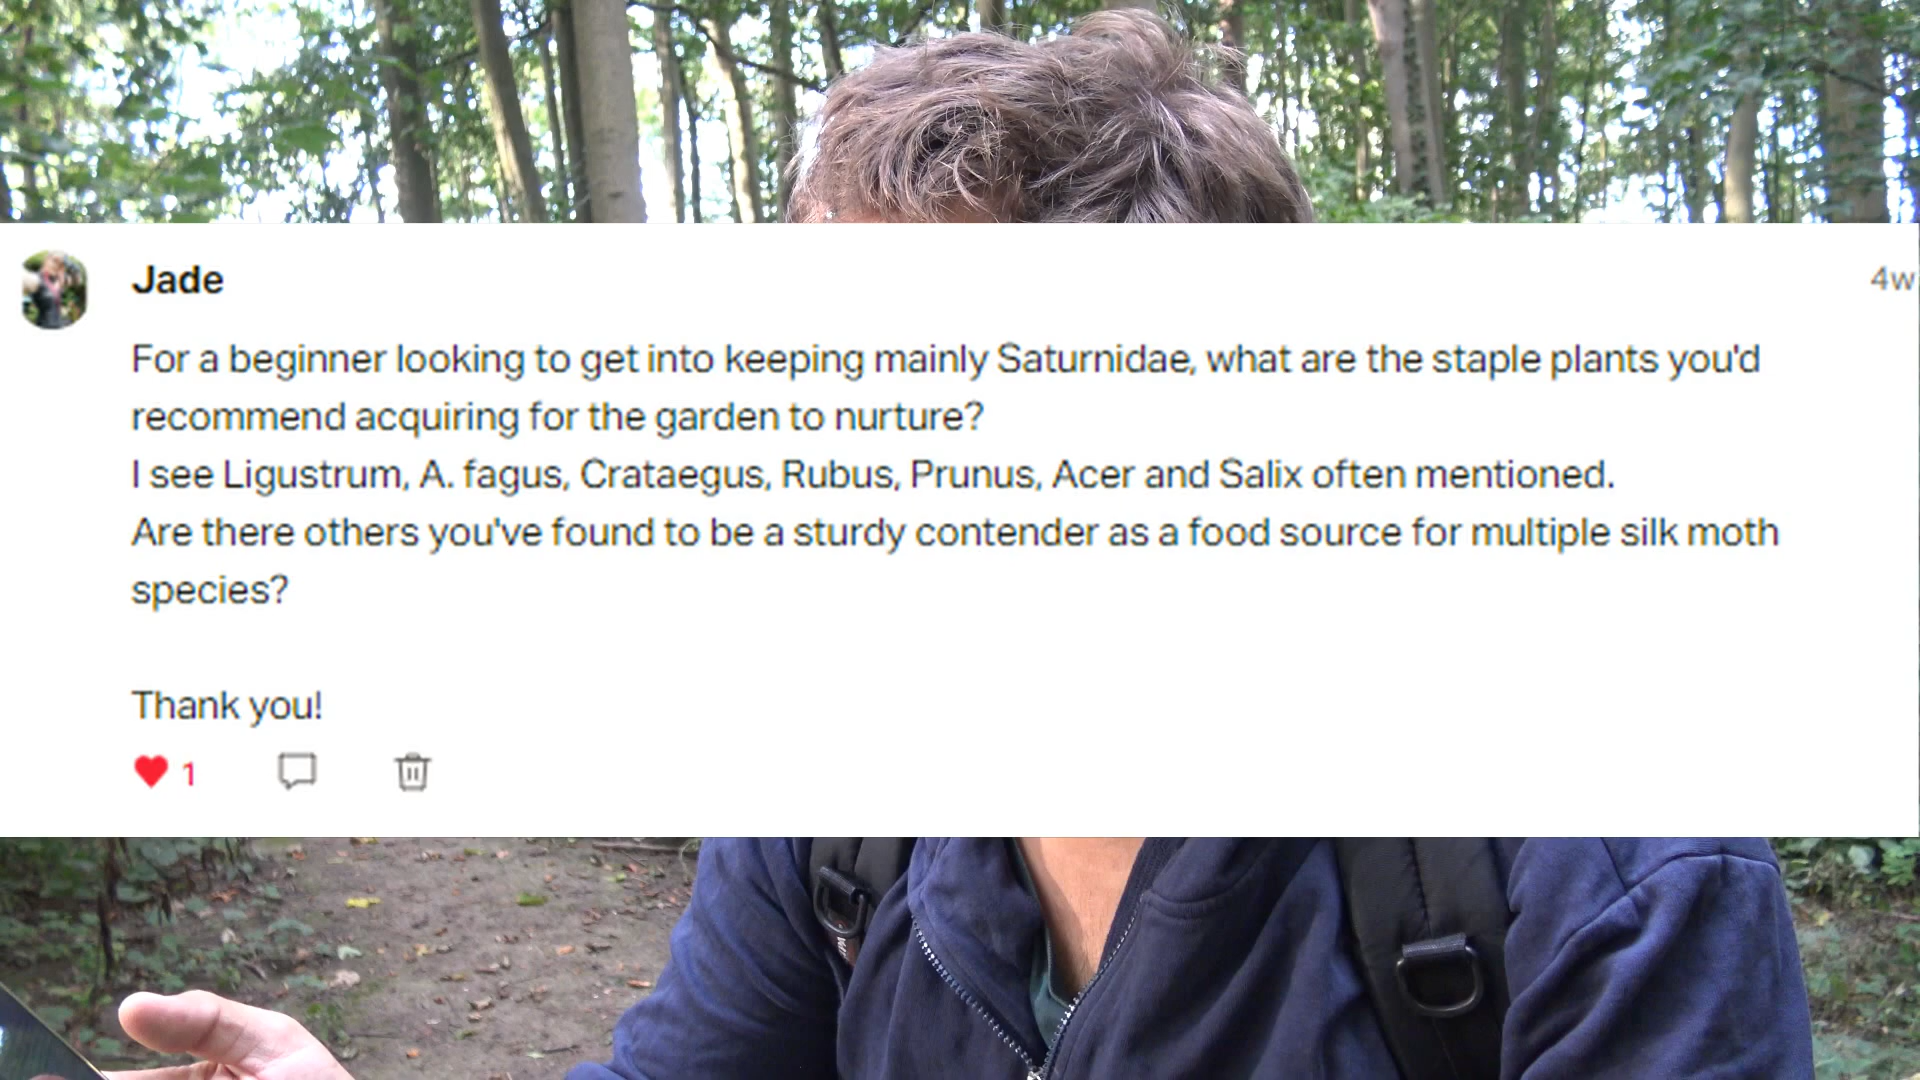 Jade
4w
For a beginner looking to get into keeping mainly Saturnidae, what are the staple plants you'd
recommend acquiring for the garden to nurture?
I see Ligustrum, A. fagus, Crataegus, Rubus, Prunus, Acer and Salix often mentioned.
Are there others you've found to be a sturdy contender as a food source for multiple silk moth
species?
Thank you!
1